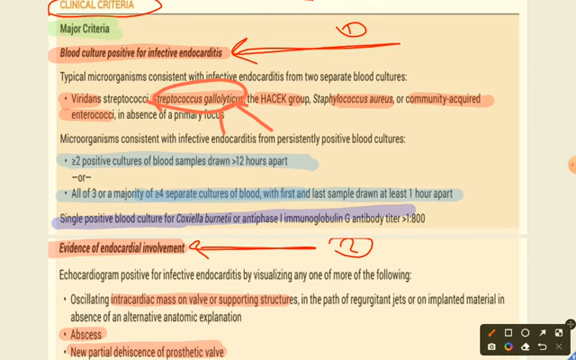 CLINICAL CRITERIA
Major Criteria
1
Blood culture positive for infective endocarditis
Typical microorganisms consistent with infective endocarditis from two separate blood cultures:
• Viridans streptococci, Streptococcus gallolyticus, the HACEK group, Staphylococcus aureus, or community-acquired
enterococci, in absence of a primary focus
Microorganisms consistent with infective endocarditis from persistently positive blood cultures:
• ≥2 positive cultures of blood samples drawn >12 hours apart
—or—
• All of 3 or a majority of ≥4 separate cultures of blood, with first and last sample drawn at least 1 hour apart
Single positive blood culture for Coxiella burnetii or antiphase I immunoglobulin G antibody titer >1:800
Evidence of endocardial involvement
2
Echocardiogram positive for infective endocarditis by visualizing any one of more of the following:
• Oscillating intracardiac mass on valve or supporting structures, in the path of regurgitant jets or on implanted material in
absence of an alternative anatomic explanation
• Abscess
• New partial dehiscence of prosthetic valve